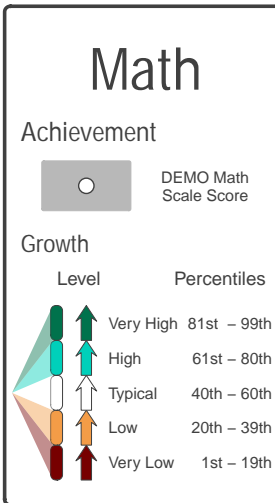 Math
Achievement
DEMO Math
Scale Score
Growth
Level Percentiles
Very High 81st – 99th
High 61st – 80th
Typical 40th – 60th
Low 20th – 39th
Very Low 1st – 19th